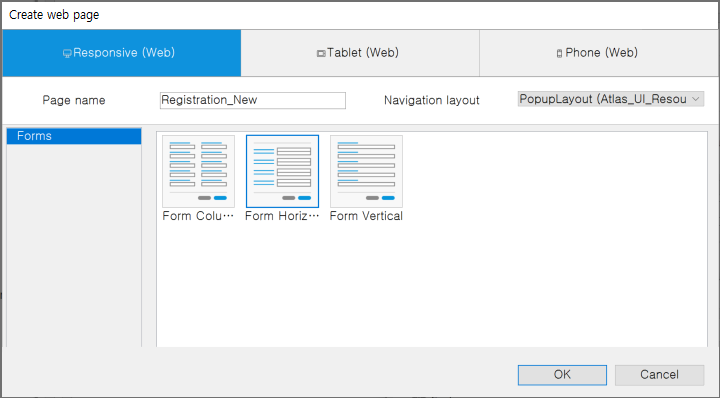 Create web page
Responsive (Web)
Tablet (Web)
Phone (Web)
Page name
Registration_New
Navigation layout
PopupLayout (Atlas_UI_Resou
Forms
Form Colu⋯
Form Horiz⋯
Form Vertical
OK
Cancel